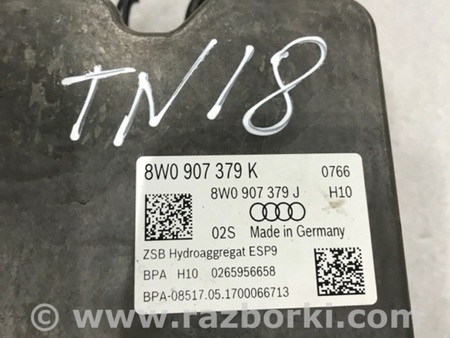 TN18
8W0 907 379 K 0766
8W0 907 379 J H10
02S Made in Germany
ZSB Hydroaggregat ESP9
BPA H10 0265956658
BPA-08517.05.1700066713
© www.razborki.com